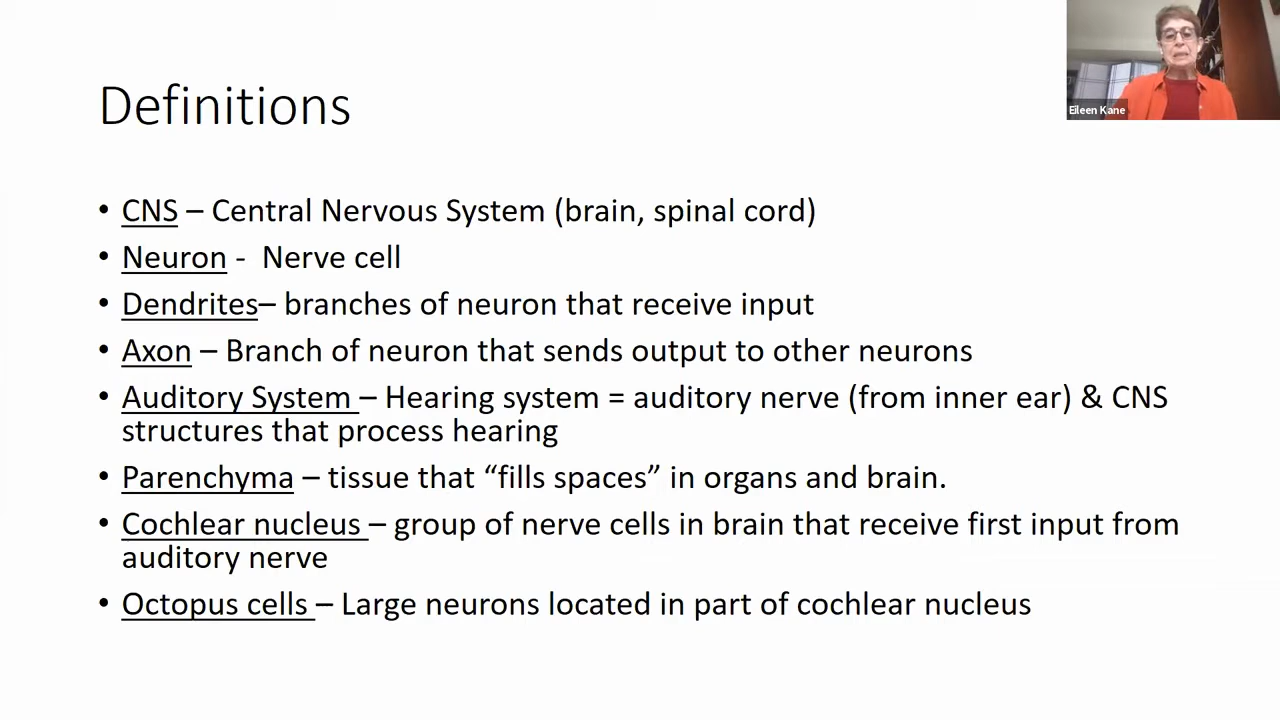 Definitions
Eileen Kane
• CNS – Central Nervous System (brain, spinal cord)
• Neuron -  Nerve cell
• Dendrites– branches of neuron that receive input
• Axon – Branch of neuron that sends output to other neurons
• Auditory System – Hearing system = auditory nerve (from inner ear) & CNS
structures that process hearing
• Parenchyma – tissue that “fills spaces” in organs and brain.
• Cochlear nucleus – group of nerve cells in brain that receive first input from
auditory nerve
• Octopus cells – Large neurons located in part of cochlear nucleus